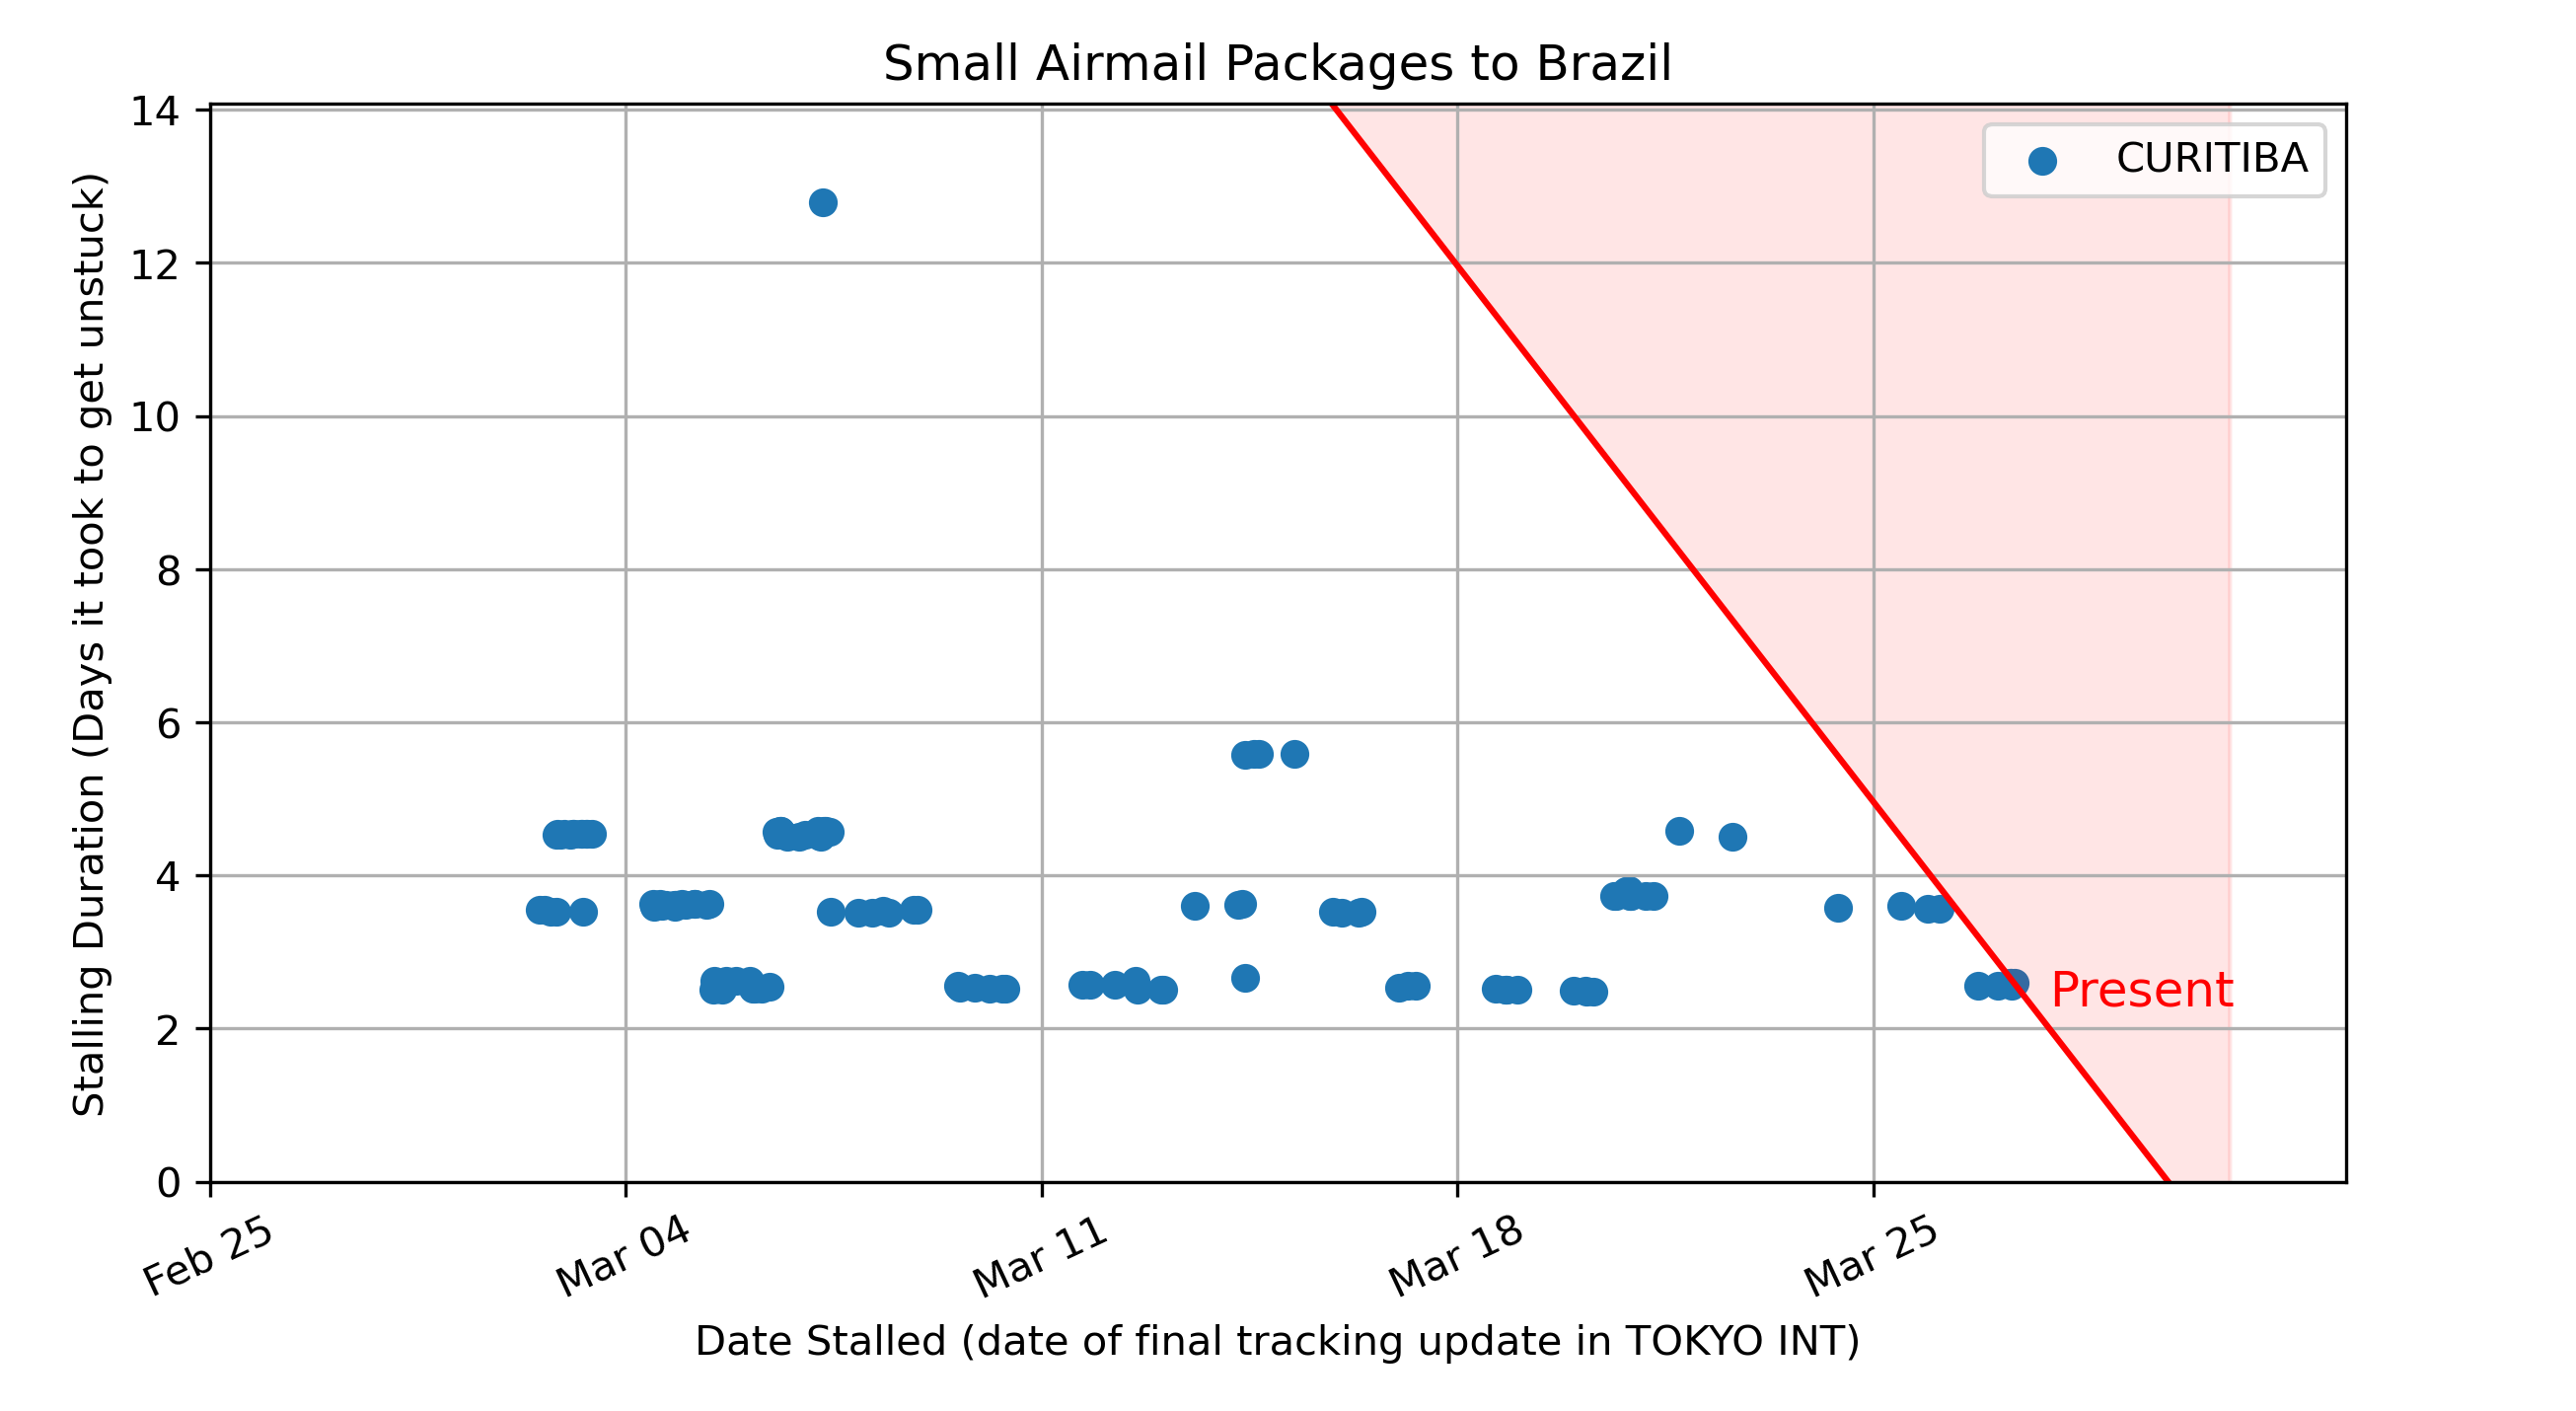 Small Airmail Packages to Brazil
Stalling Duration (Days it took to get unstuck)
14
12
10
8
6
4
2
0
CURITIBA
Present
Feb 25
Mar 04
Mar 11
Mar 18
Mar 25
Date Stalled (date of final tracking update in TOKYO INT)